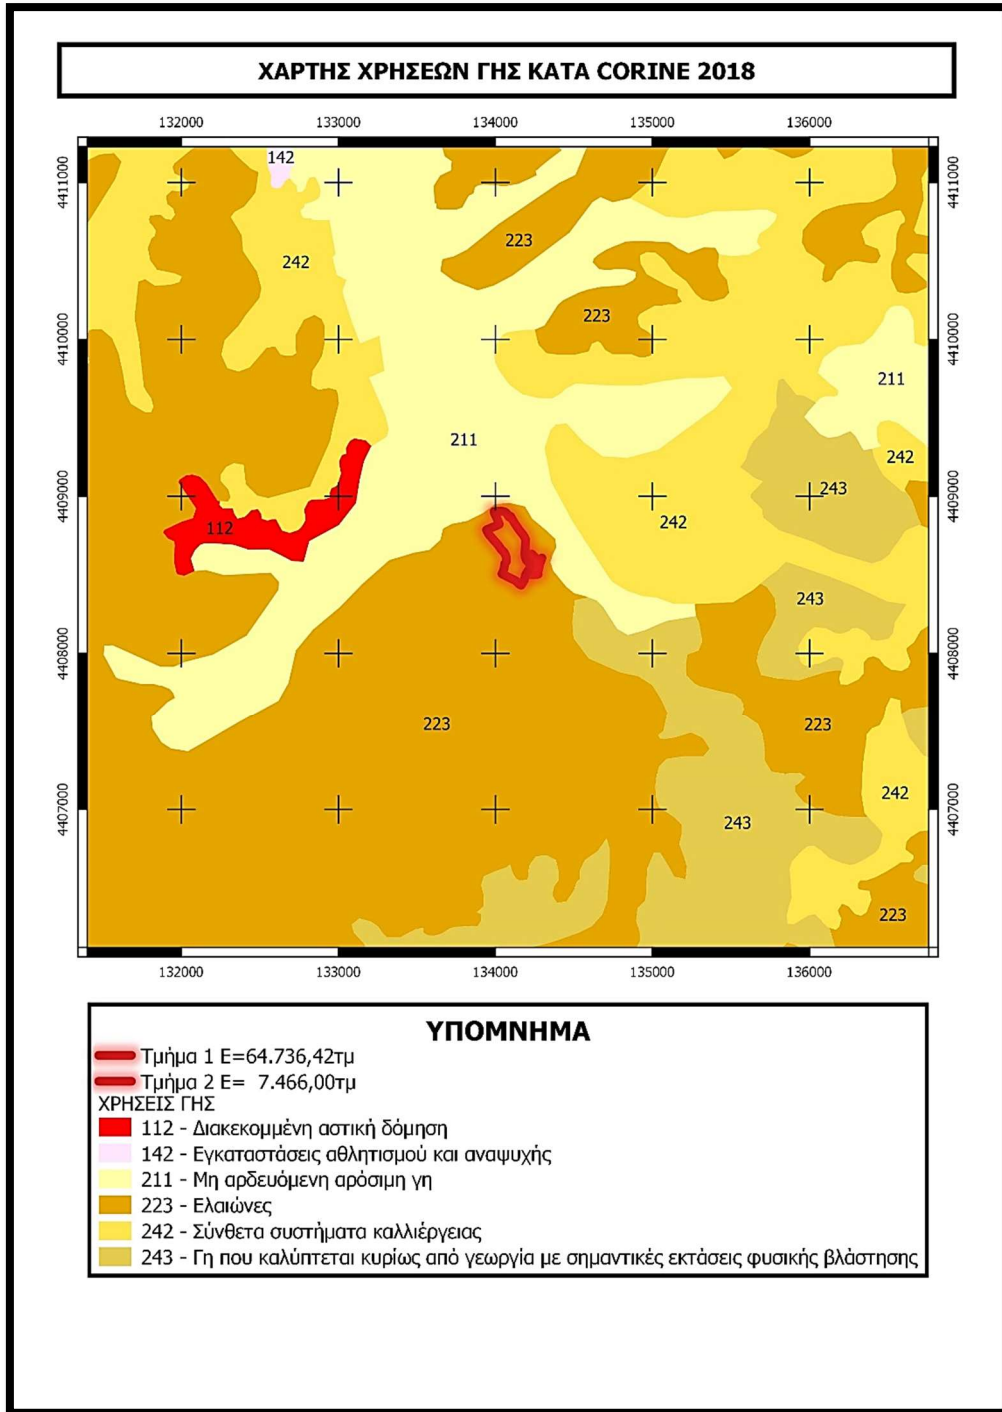 ΧΑΡΤΗΣ ΧΡΗΣΕΩΝ ΓΗΣ ΚΑΤΑ CORINE 2018
132000 133000 134000 135000 136000
4411000 4411000
142
223
242
223
4410000 4410000
211
211
242
4409000 4409000
243
112
242
243
4408000 4408000
223
223
242
4407000 4407000
243
223
132000 133000 134000 135000 136000
ΥΠΟΜΝΗΜΑ
Τμήμα 1 Ε=64.736,42τμ
Τμήμα 2 Ε= 7.466,00τμ
ΧΡΗΣΕΙΣ ΓΗΣ
112 - Διακεκομμένη αστική δόμηση
142 - Εγκαταστάσεις αθλητισμού και αναψυχής
211 - Μη αρδευόμενη αρόσιμη γη
223 - Ελαιώνες
242 - Σύνθετα συστήματα καλλιέργειας
243 - Γη που καλύπτεται κυρίως από γεωργία με σημαντικές εκτάσεις φυσικής βλάστησης